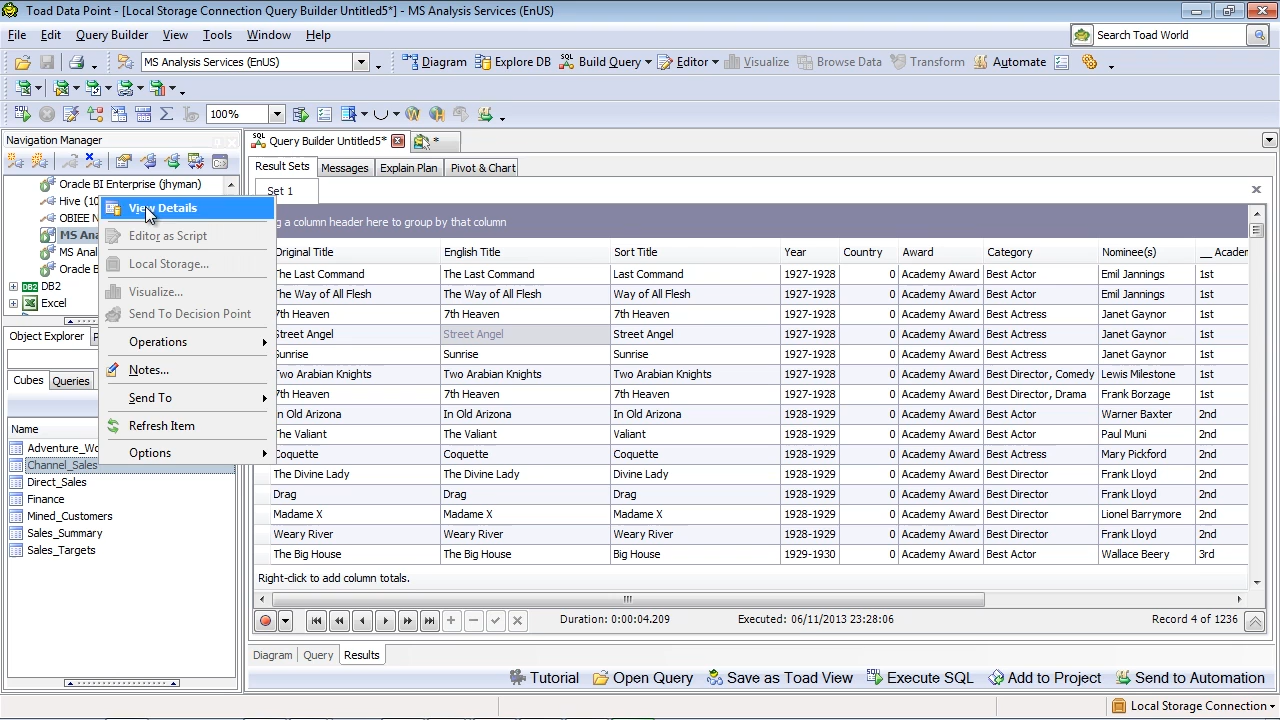 Toad Data Point - [Local Storage Connection Query Builder Untitled5*] - MS Analysis Services (EnUS)
File Edit Query Builder View Tools Window Help
Search Toad World
MS Analysis Services (EnUS)
Diagram Explore DB Build Query Editor Visualize Browse Data Transform Automate
100%
Navigation Manager
SQL Query Builder Untitled5* *
Result Sets Messages Explain Plan Pivot & Chart
Set 1
Oracle BI Enterprise (jhyman)
Hive (10
OBIEE N
MS Ana
MS Anal
Oracle B
DB2 DB2
Excel
View Details
Editor as Script
Local Storage...
Visualize...
Send To Decision Point
Operations
Notes...
Send To
Refresh Item
Options
Object Explorer
Cubes Queries
Name
Adventure_Wo
Channel_Sales
Direct_Sales
Finance
Mined_Customers
Sales_Summary
Sales_Targets
g a column header here to group by that column
Original Title English Title Sort Title Year Country Award Category Nominee(s) __ Academ
The Last Command The Last Command Last Command 1927-1928 0 Academy Award Best Actor Emil Jannings 1st
The Way of All Flesh The Way of All Flesh Way of All Flesh 1927-1928 0 Academy Award Best Actor Emil Jannings 1st
7th Heaven 7th Heaven 7th Heaven 1927-1928 0 Academy Award Best Actress Janet Gaynor 1st
Street Angel Street Angel Street Angel 1927-1928 0 Academy Award Best Actress Janet Gaynor 1st
Sunrise Sunrise Sunrise 1927-1928 0 Academy Award Best Actress Janet Gaynor 1st
Two Arabian Knights Two Arabian Knights Two Arabian Knights 1927-1928 0 Academy Award Best Director, Comedy Lewis Milestone 1st
7th Heaven 7th Heaven 7th Heaven 1927-1928 0 Academy Award Best Director, Drama Frank Borzage 1st
In Old Arizona In Old Arizona In Old Arizona 1928-1929 0 Academy Award Best Actor Warner Baxter 2nd
The Valiant The Valiant Valiant 1928-1929 0 Academy Award Best Actor Paul Muni 2nd
Coquette Coquette Coquette 1928-1929 0 Academy Award Best Actress Mary Pickford 2nd
The Divine Lady The Divine Lady Divine Lady 1928-1929 0 Academy Award Best Director Frank Lloyd 2nd
Drag Drag Drag 1928-1929 0 Academy Award Best Director Frank Lloyd 2nd
Madame X Madame X Madame X 1928-1929 0 Academy Award Best Director Lionel Barrymore 2nd
Weary River Weary River Weary River 1928-1929 0 Academy Award Best Director Frank Lloyd 2nd
The Big House The Big House Big House 1929-1930 0 Academy Award Best Actor Wallace Beery 3rd
Right-click to add column totals.
Duration: 0:00:04.209 Executed: 06/11/2013 23:28:06 Record 4 of 1236
Diagram Query Results
Tutorial Open Query Save as Toad View Execute SQL Add to Project Send to Automation
Local Storage Connection